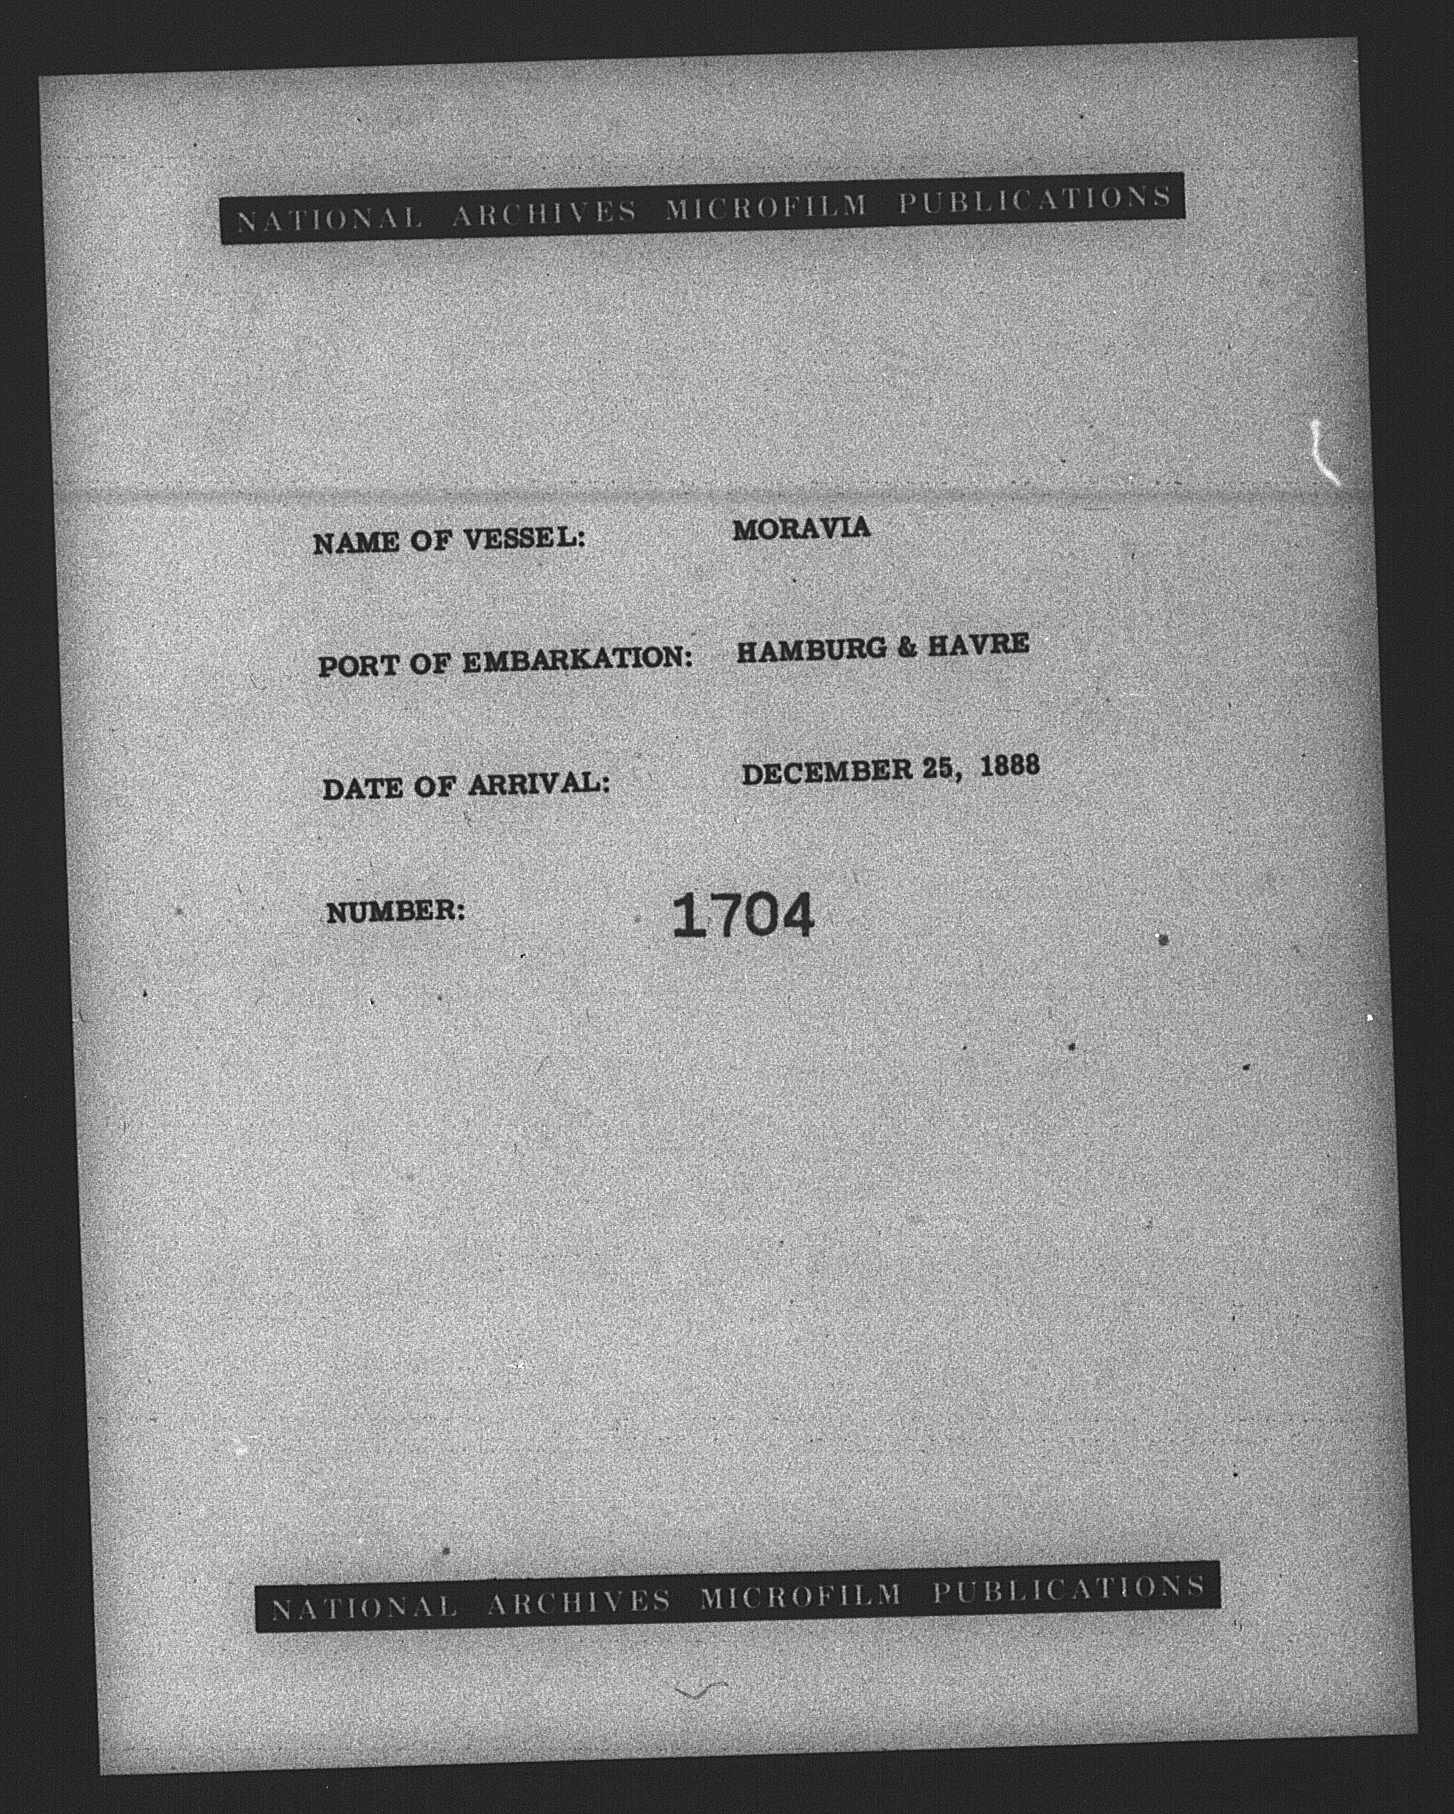 NATIONAL ARCHIVES MICROFILM PUBLICATIONS
NAME OF VESSEL: MORAVIA
PORT OF EMBARKATION: HAMBURG & HAVRE
DATE OF ARRIVAL: DECEMBER 25, 1888
NUMBER: 1704
NATIONAL ARCHIVES MICROFILM PUBLICATIONS